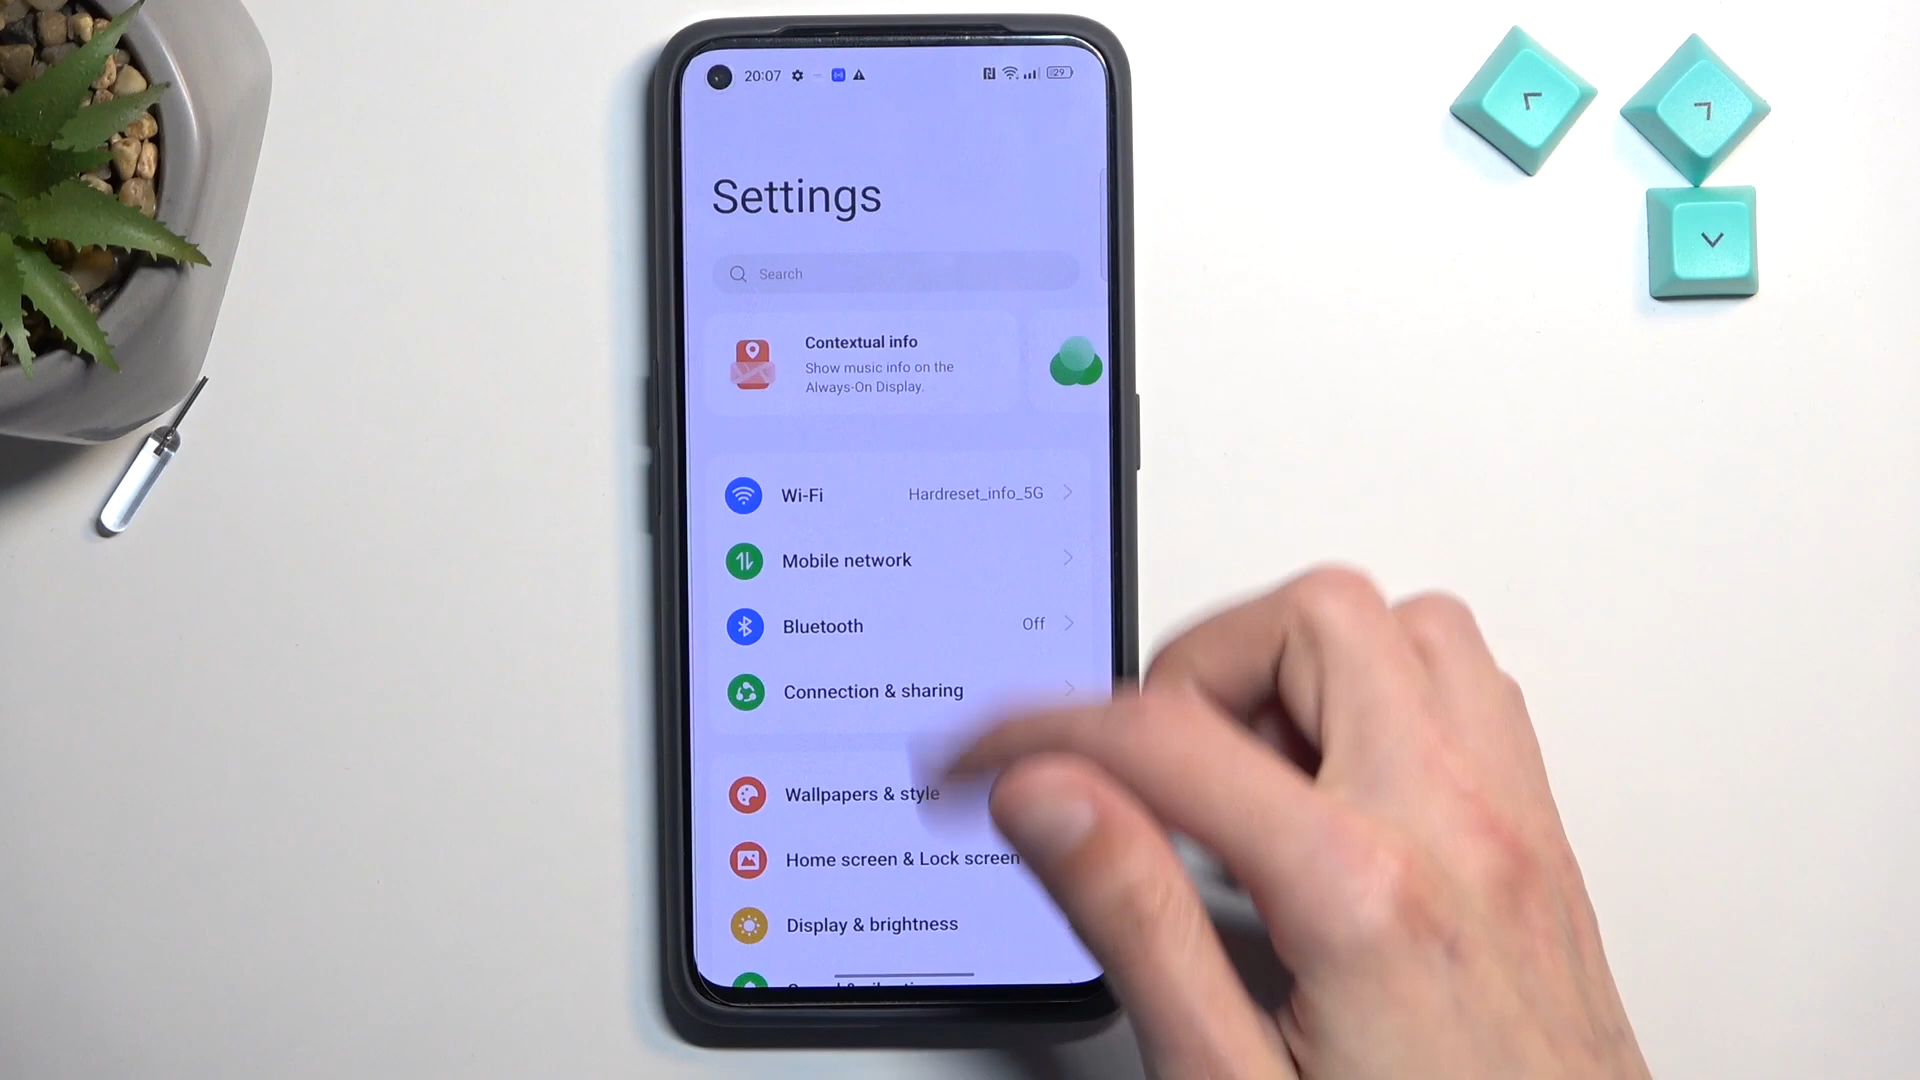 20:07
29
Settings
Search
Contextual info
Show music info on the
Always-On Display.
Wi-Fi Hardreset_info_5G
Mobile network
Bluetooth Off
Connection & sharing
Wallpapers & style
Home screen & Lock screen
Display & brightness